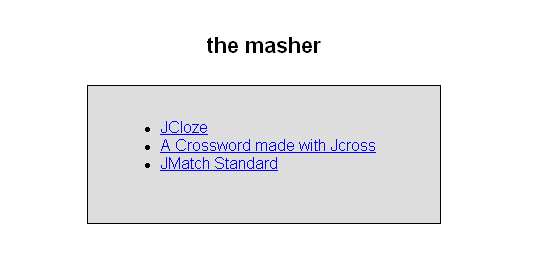 the masher
JCloze
A Crossword made with Jcross
JMatch Standard